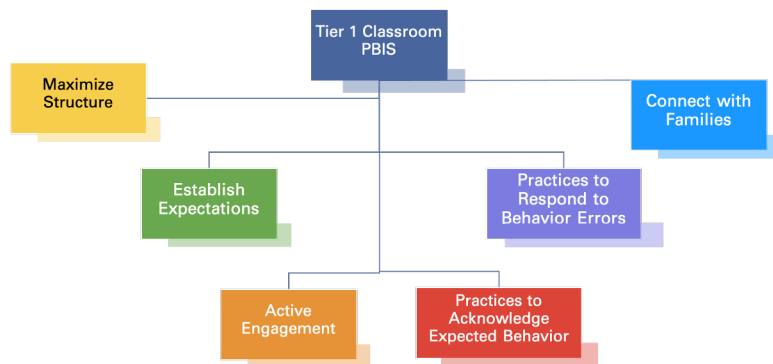 Tier 1 Classroom
PBIS
Maximize
Structure
Connect with
Families
Establish
Expectations
Practices to
Respond to
Behavior Errors
Active
Engagement
Practices to
Acknowledge
Expected Behavior